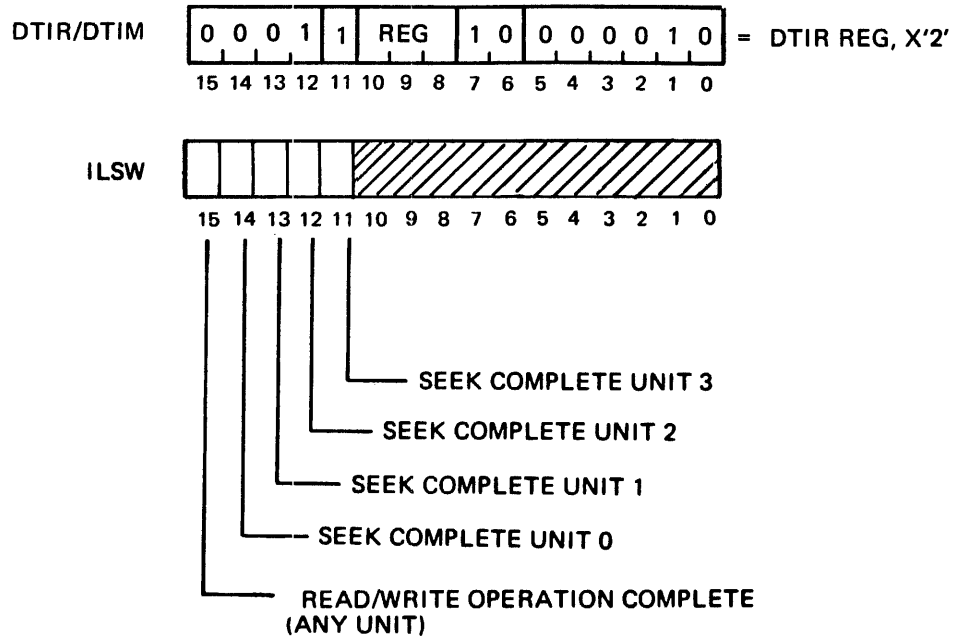 DTIR/DTIM 0 0 0 1 1 REG 1 0 0 0 0 0 1 0 = DTIR REG, X'2'
15 14 13 12 11 10 9 8 7 6 5 4 3 2 1 0
ILSW
15 14 13 12 11 10 9 8 7 6 5 4 3 2 1 0
SEEK COMPLETE UNIT 3
SEEK COMPLETE UNIT 2
SEEK COMPLETE UNIT 1
SEEK COMPLETE UNIT 0
READ/WRITE OPERATION COMPLETE
(ANY UNIT)